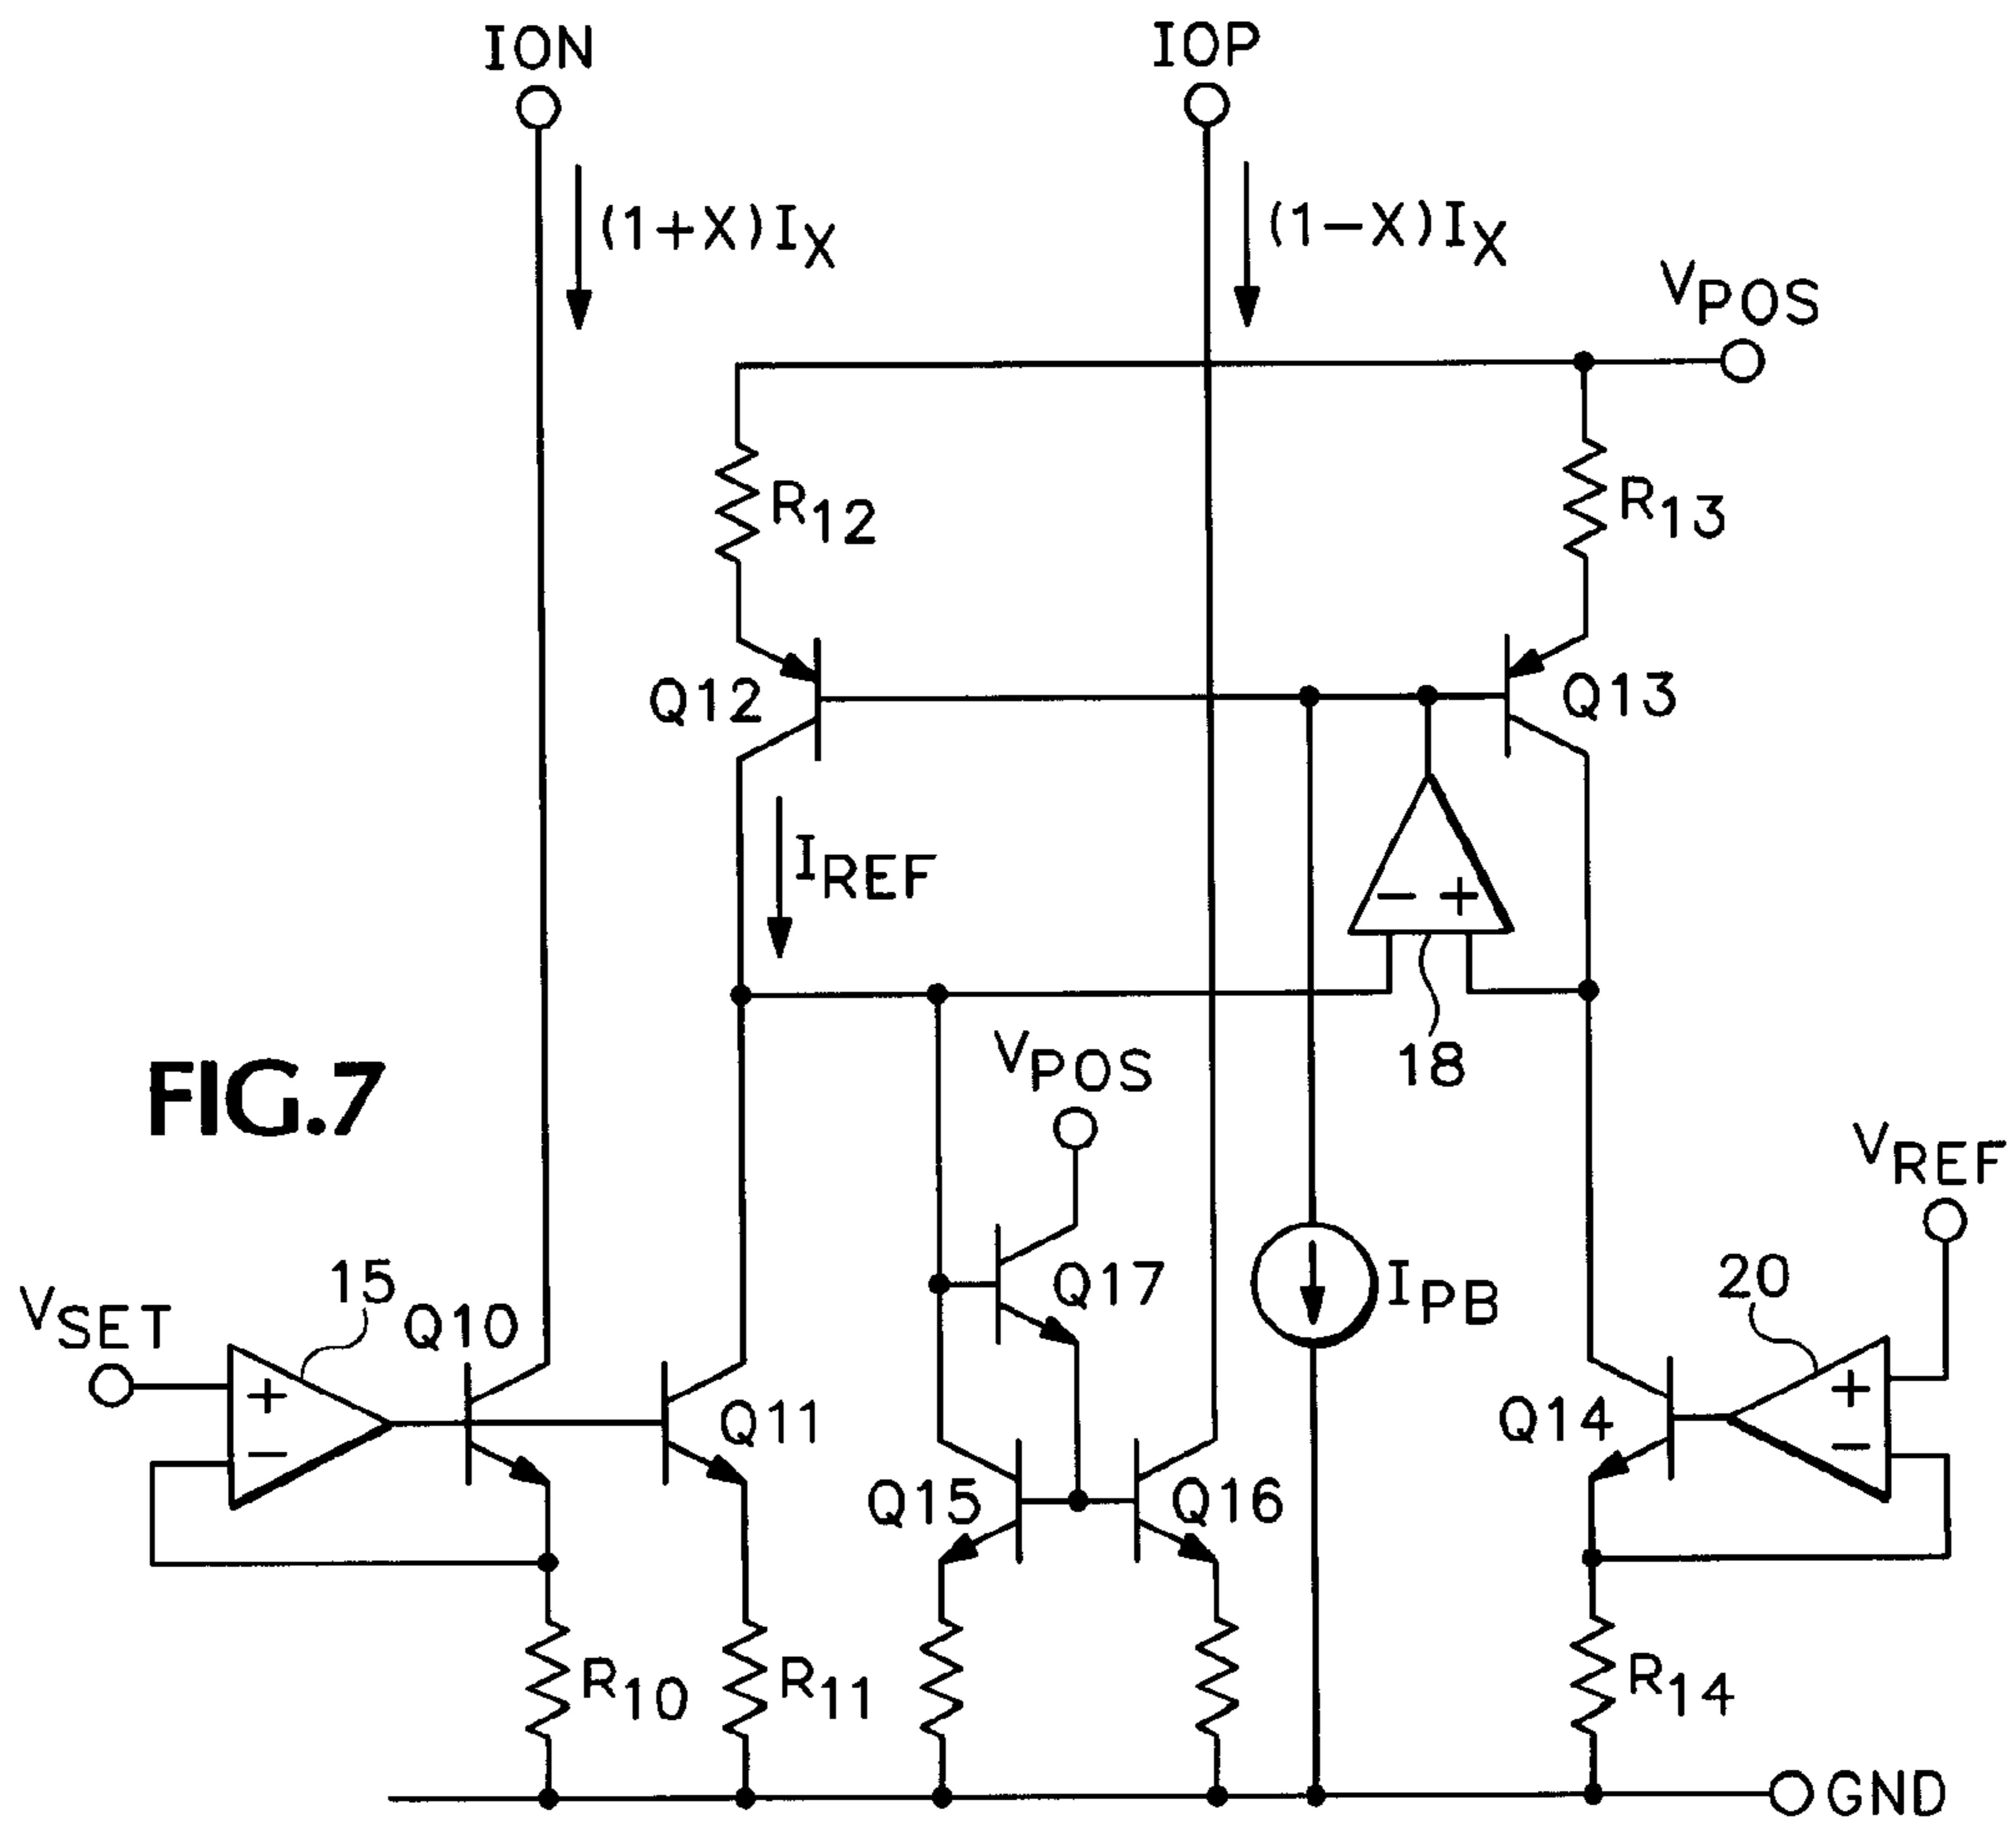 ION
IOP
(1+X)IX
(1−X)IX
VPOS
R12
R13
Q12
Q13
IREF
− +
18
VPOS
FIG.7
VREF
VSET
15
Q10
Q17
IPB
20
+
−
Q11
Q14
+
−
Q15
Q16
R10
R11
R14
GND